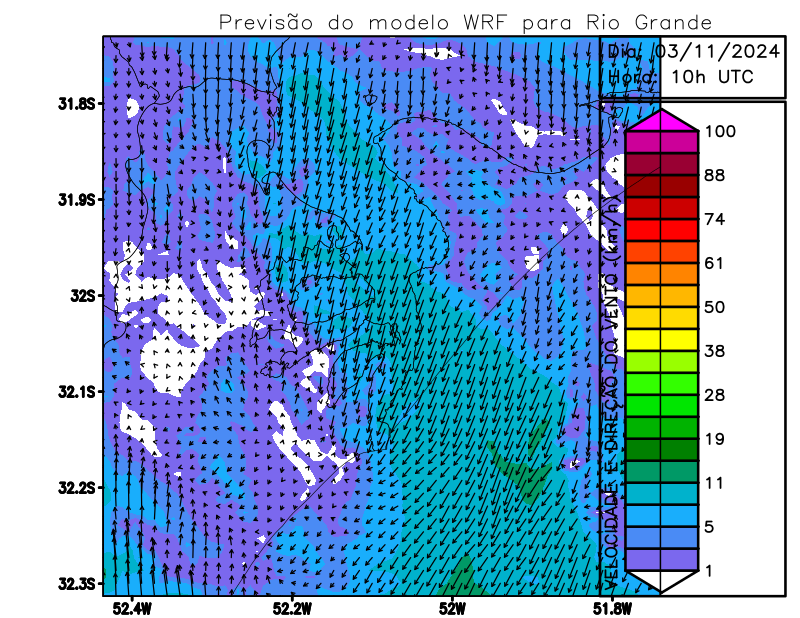 Previsão do modelo WRF para Rio Grande
Dia: 03/11/2024
Hora: 10h UTC
31.8S
31.9S
32S
32.1S
32.2S
32.3S
52.4W
52.2W
52W
51.8W
VELOCIDADE E DIREÇÃO DO VENTO (km/h)
100
88
74
61
50
38
28
19
11
5
1